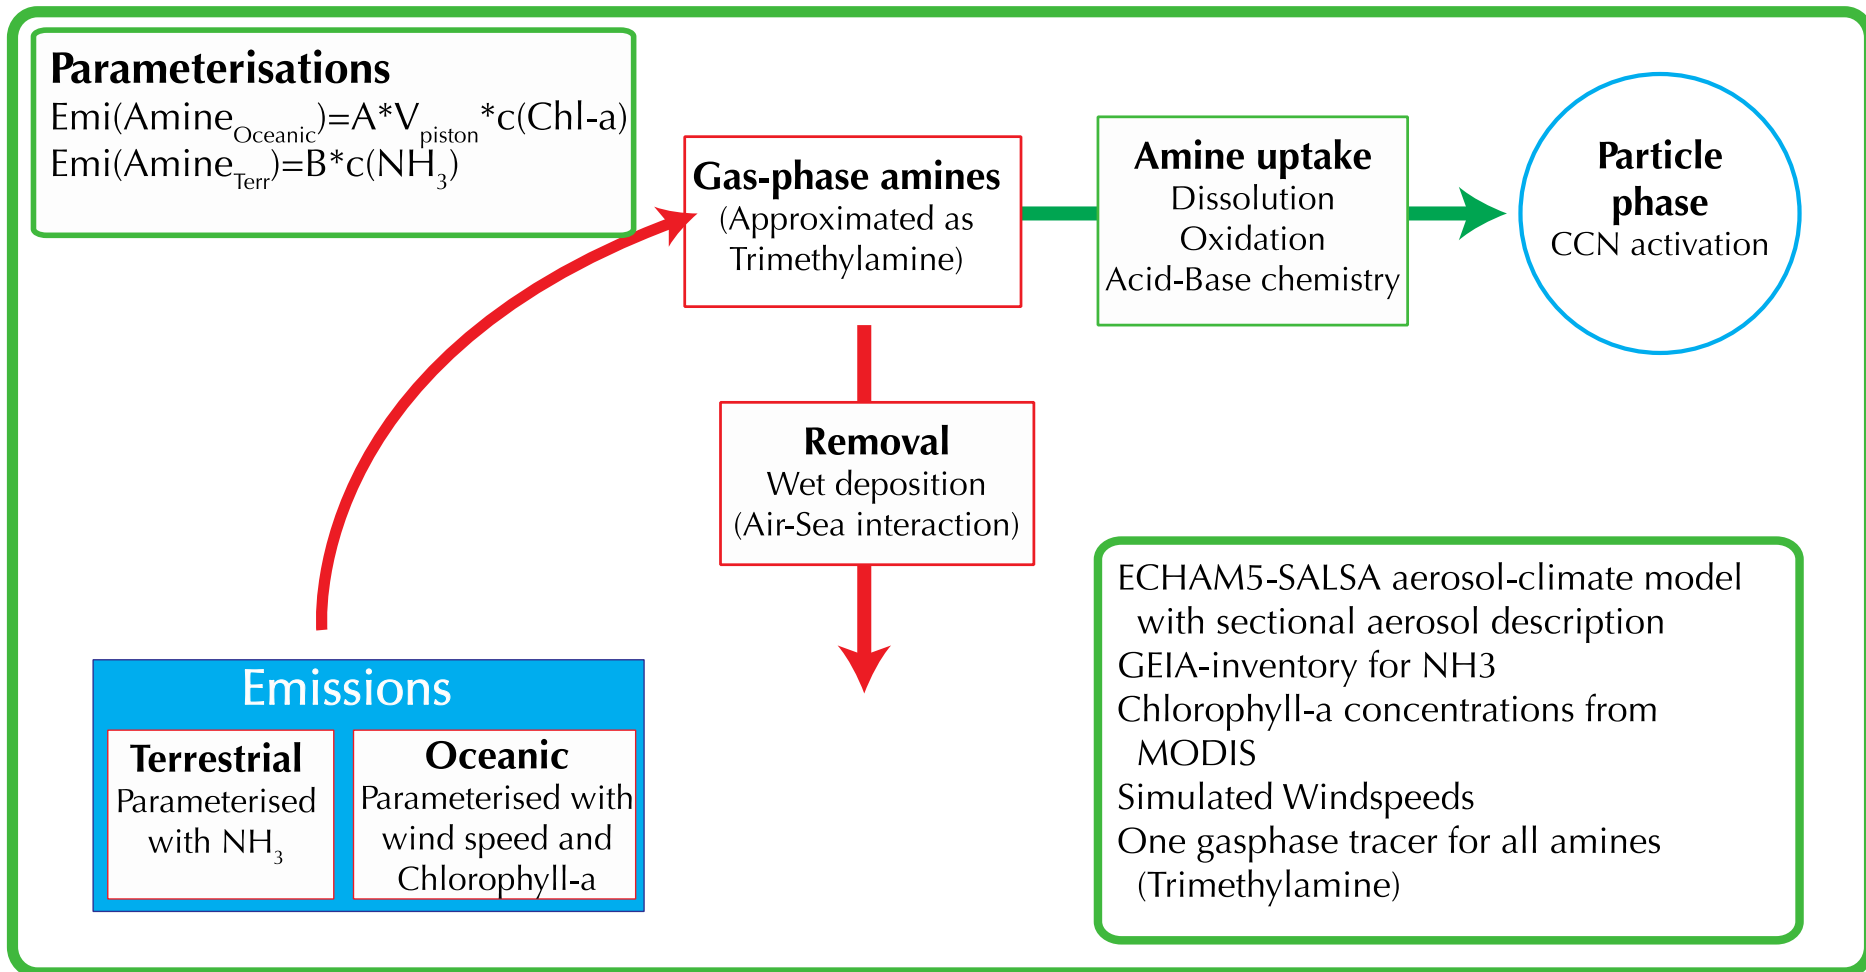 Parameterisations
Emi(Amine_Oceanic)=A*V_piston*c(Chl-a)
Emi(Amine_Terr)=B*c(NH_3)
Gas-phase amines
(Approximated as
Trimethylamine)
Amine uptake
Dissolution
Oxidation
Acid-Base chemistry
Particle
phase
CCN activation
Removal
Wet deposition
(Air-Sea interaction)
Emissions
Terrestrial
Parameterised
with NH_3
Oceanic
Parameterised with
wind speed and
Chlorophyll-a
ECHAM5-SALSA aerosol-climate model
with sectional aerosol description
GEIA-inventory for NH3
Chlorophyll-a concentrations from
MODIS
Simulated Windspeeds
One gasphase tracer for all amines
(Trimethylamine)